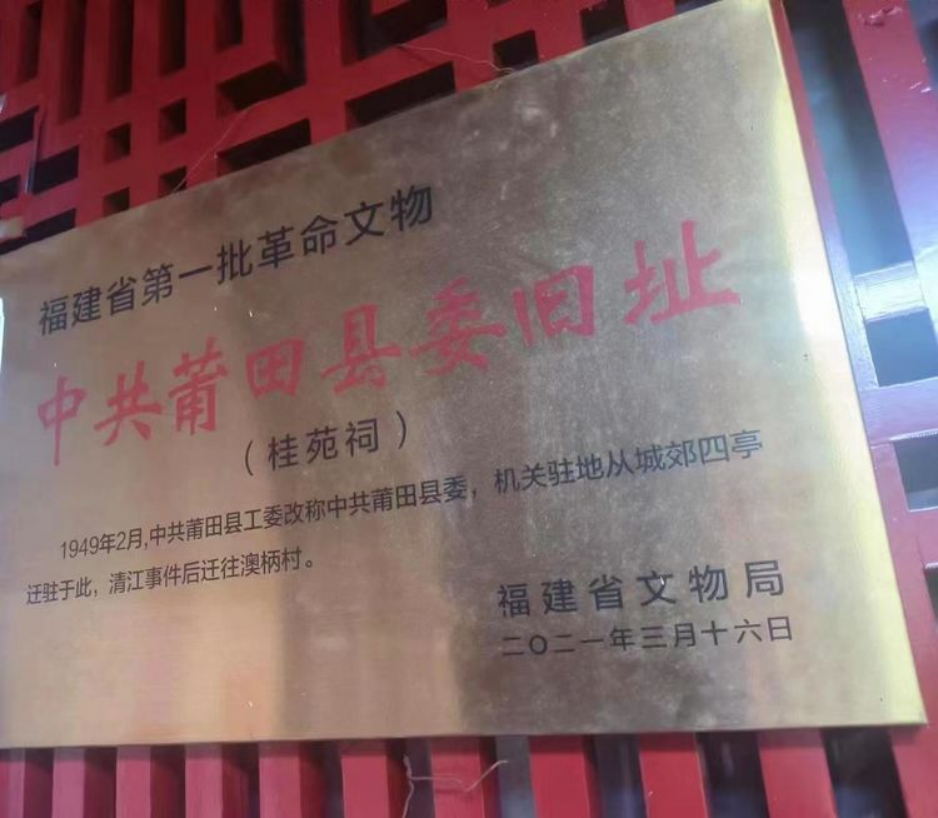 福建省第一批革命文物
中共莆田县委旧址
（桂苑祠）
1949年2月,中共莆田县工委改称中共莆田县委，机关驻地从城郊四亭
迁驻于此，清江事件后迁往澳柄村。
福建省文物局
二〇二一年三月十六日